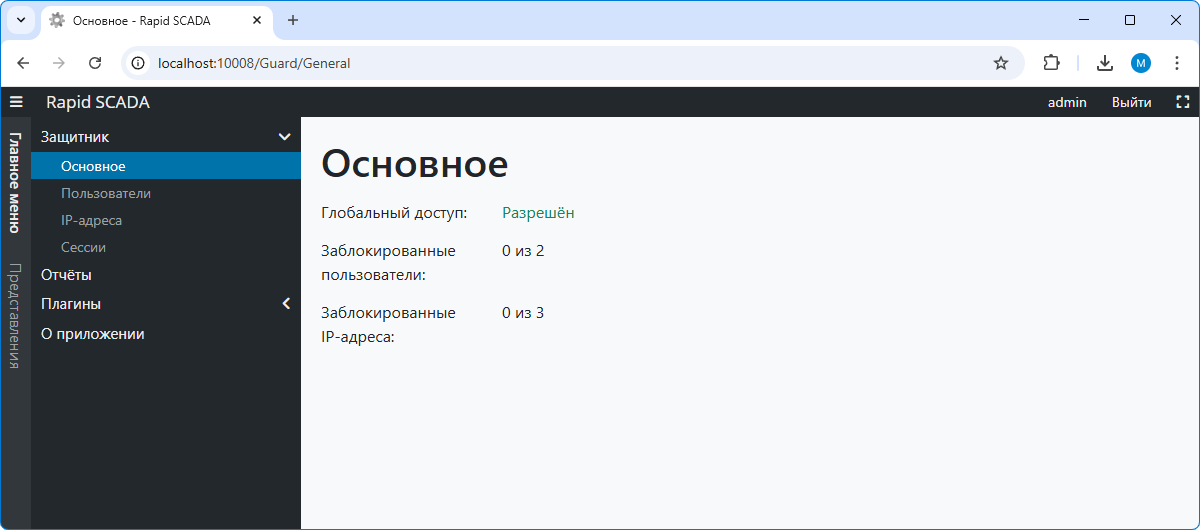 Основное - Rapid SCADA
localhost:10008/Guard/General
M
Rapid SCADA
admin
Выйти
Главное меню
Представления
Защитник
Основное
Пользователи
IP-адреса
Сессии
Отчёты
Плагины
О приложении
Основное
Глобальный доступ: Разрешён
Заблокированные 0 из 2
пользователи:
Заблокированные 0 из 3
IP-адреса: